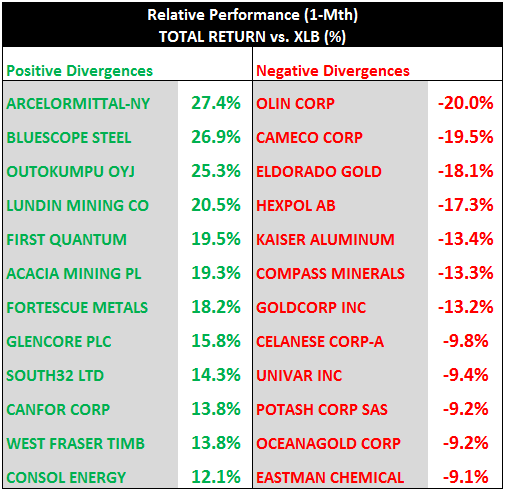 Relative Performance (1-Mth)
TOTAL RETURN vs. XLB (%)
Positive Divergences Negative Divergences
ARCELORMITTAL-NY 27.4% OLIN CORP -20.0%
BLUESCOPE STEEL 26.9% CAMECO CORP -19.5%
OUTOKUMPU OYJ 25.3% ELDORADO GOLD -18.1%
LUNDIN MINING CO 20.5% HEXPOL AB -17.3%
FIRST QUANTUM 19.5% KAISER ALUMINUM -13.4%
ACACIA MINING PL 19.3% COMPASS MINERALS -13.3%
FORTESCUE METALS 18.2% GOLDCORP INC -13.2%
GLENCORE PLC 15.8% CELANESE CORP-A -9.8%
SOUTH32 LTD 14.3% UNIVAR INC -9.4%
CANFOR CORP 13.8% POTASH CORP SAS -9.2%
WEST FRASER TIMB 13.8% OCEANAGOLD CORP -9.2%
CONSOL ENERGY 12.1% EASTMAN CHEMICAL -9.1%